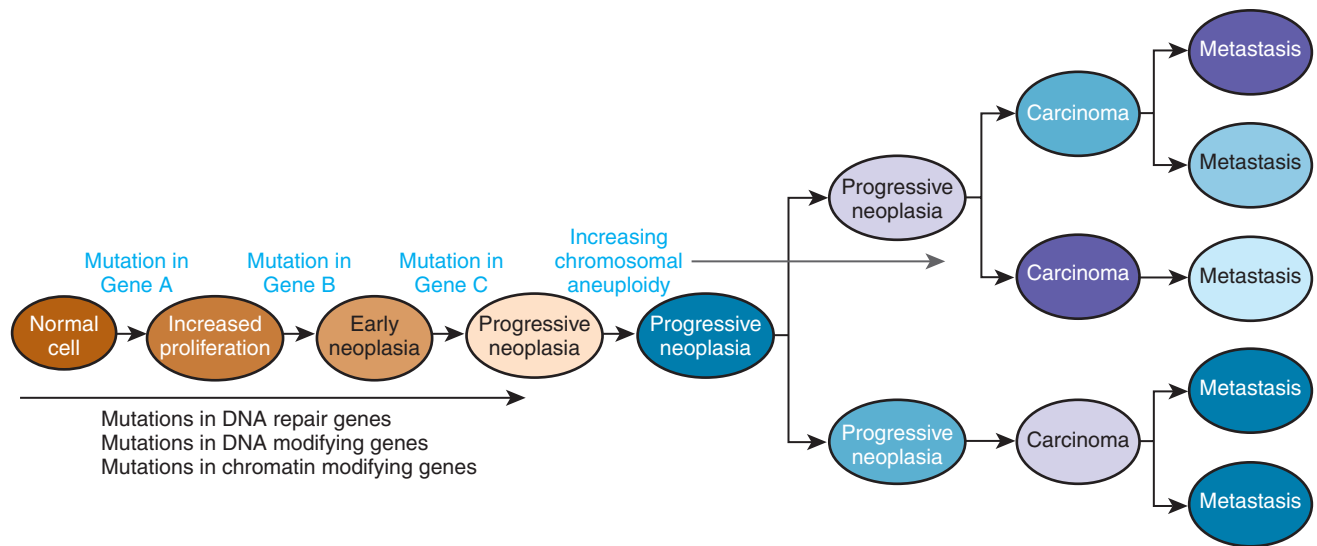 Mutation in
Gene A
Mutation in
Gene B
Mutation in
Gene C
Increasing
chromosomal
aneuploidy
Normal
cell
Increased
proliferation
Early
neoplasia
Progressive
neoplasia
Progressive
neoplasia
Progressive
neoplasia
Progressive
neoplasia
Carcinoma
Carcinoma
Carcinoma
Metastasis
Metastasis
Metastasis
Metastasis
Metastasis
Mutations in DNA repair genes
Mutations in DNA modifying genes
Mutations in chromatin modifying genes